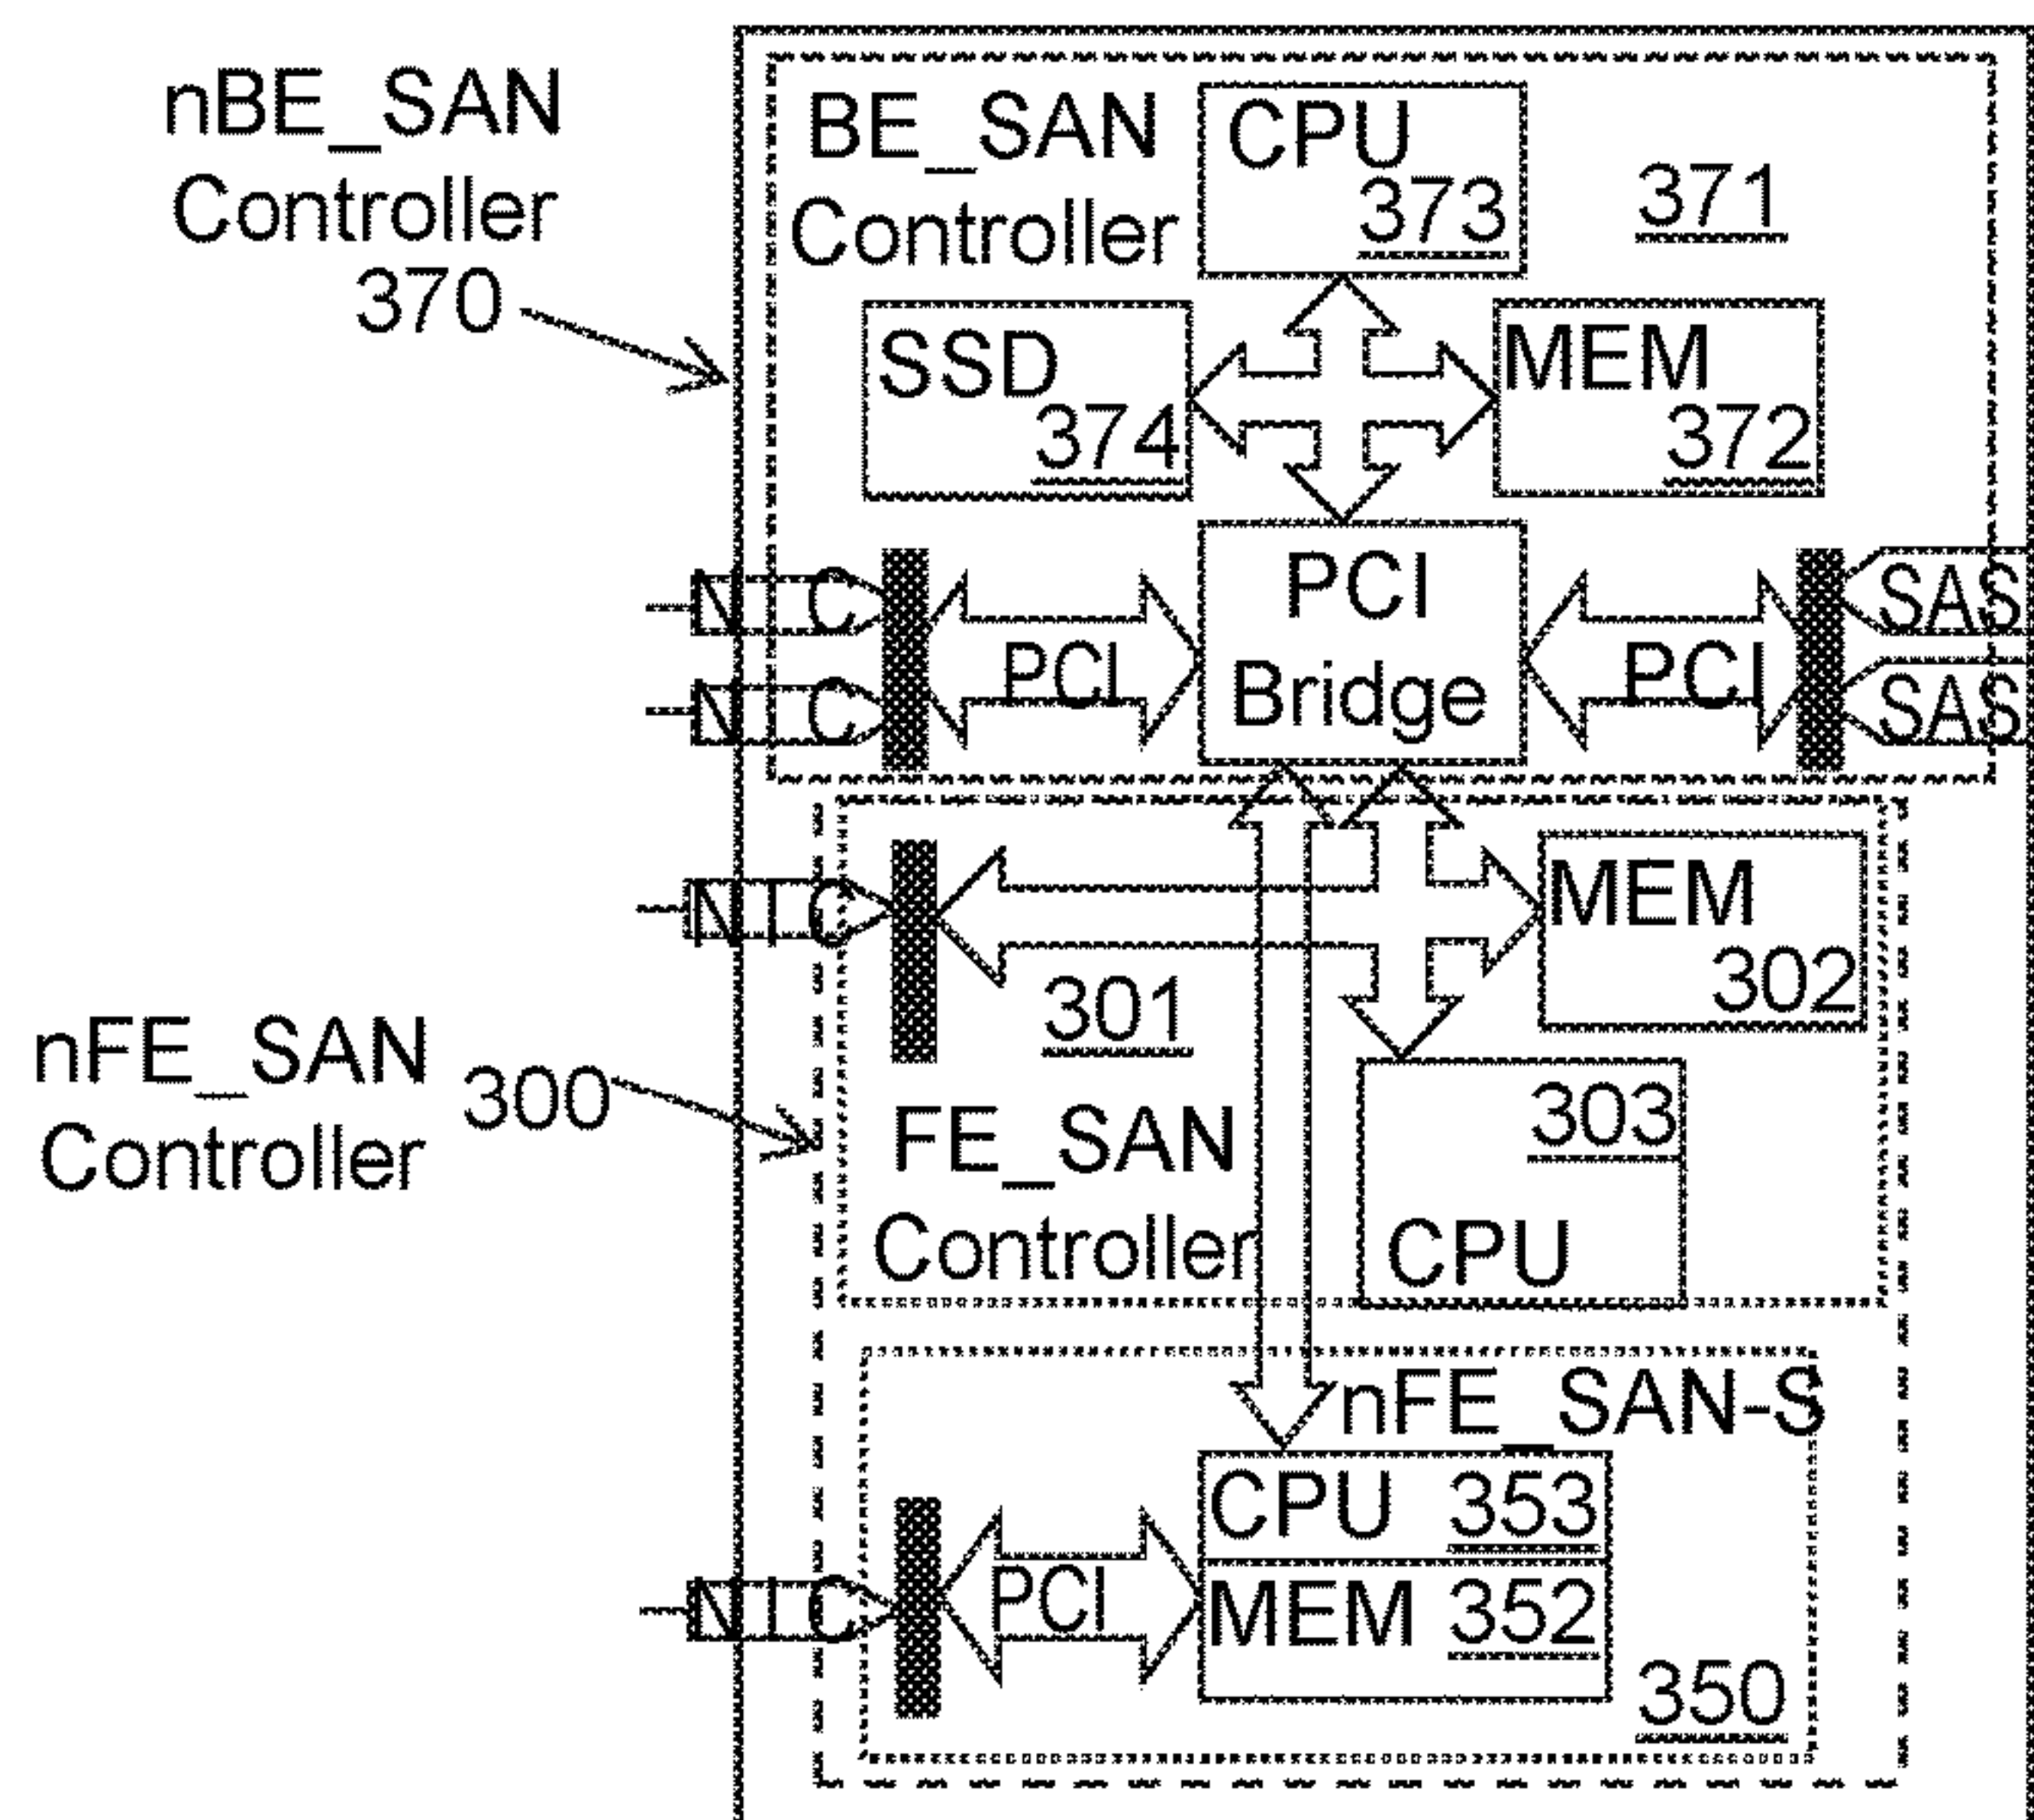 nBE_SAN
Controller
370
BE_SAN
Controller
CPU
373
371
SSD
374
MEM
372
PCI
Bridge
NIC
NIC
PCI
PCI
SAS
SAS
NIC
301
MEM
302
nFE_SAN
Controller
300
FE_SAN
Controller
303
CPU
nFE_SAN-S
CPU 353
MEM 352
NIC
PCI
350